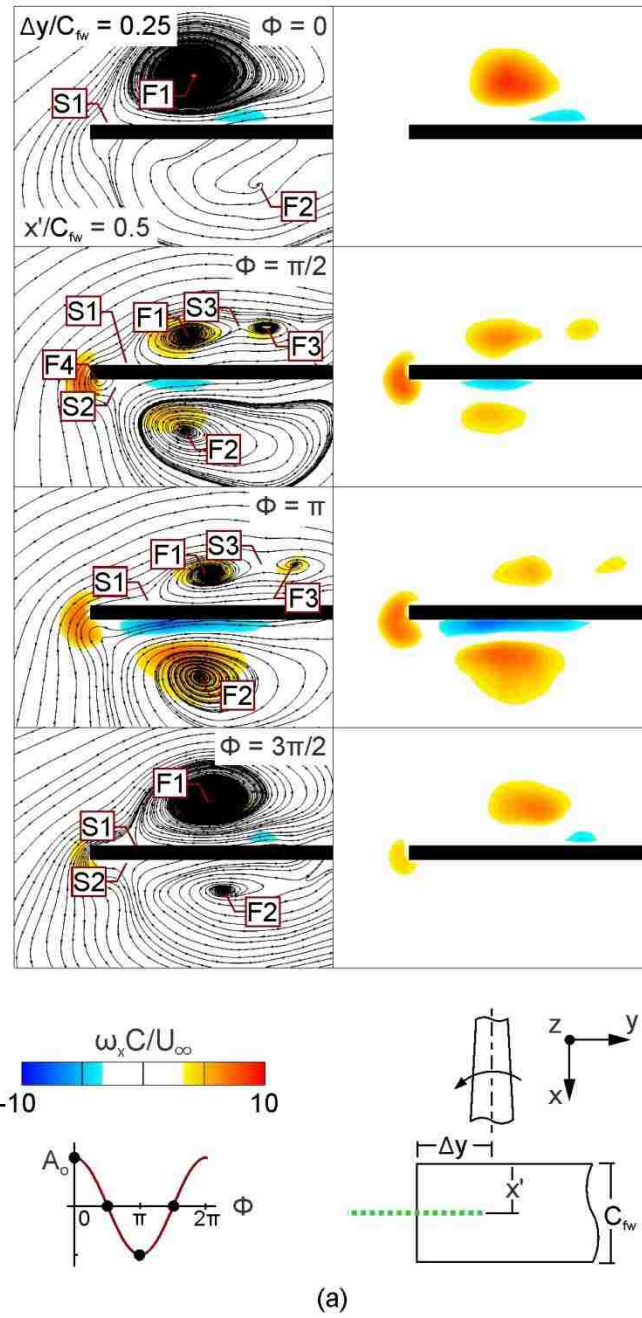 Δy/C_fw = 0.25
Φ = 0
F1
S1
F2
x'/C_fw = 0.5
Φ = π/2
S1
F1
S3
F4
F3
S2
F2
Φ = π
F1
S3
S1
F3
F2
Φ = 3π/2
F1
S1
S2
F2
ω_xC/U_∞
-10
10
z
y
x
Δy
x'
C_fw
A_o
0
π
2π
Φ
(a)